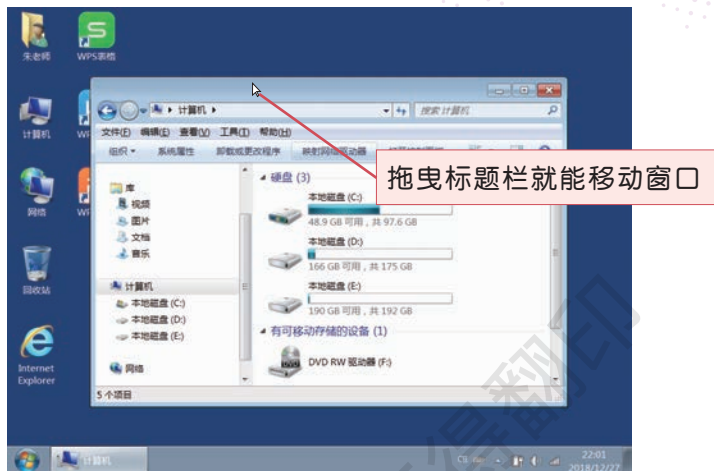 朱老师
WPS表格
计算机
网络
回收站
Internet
Explorer
计算机
搜索 计算机
文件(F) 编辑(E) 查看(V) 工具(T) 帮助(H)
组织 系统属性 卸载或更改程序 映射网络驱动器
拖曳标题栏就能移动窗口
库
视频
图片
文档
音乐
计算机
本地磁盘 (C:)
本地磁盘 (D:)
本地磁盘 (E:)
网络
硬盘 (3)
本地磁盘 (C:)
48.9 GB 可用，共 97.6 GB
本地磁盘 (D:)
166 GB 可用，共 175 GB
本地磁盘 (E:)
190 GB 可用，共 192 GB
有可移动存储的设备 (1)
DVD RW 驱动器 (F:)
5 个项目
计算机
22:01
2018/12/27